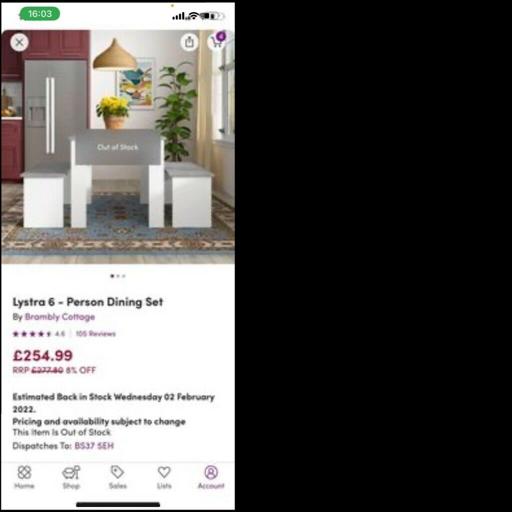 16:03
4
Out of Stock
Lystra 6 - Person Dining Set
By Brambly Cottage
4.6 | 105 Reviews
£254.99
RRP £277.80 8% OFF
Estimated Back in Stock Wednesday 02 February
2022.
Pricing and availability subject to change
This Item Is Out of Stock
Dispatches To: BS37 5EH
Home Shop Sales Lists Account